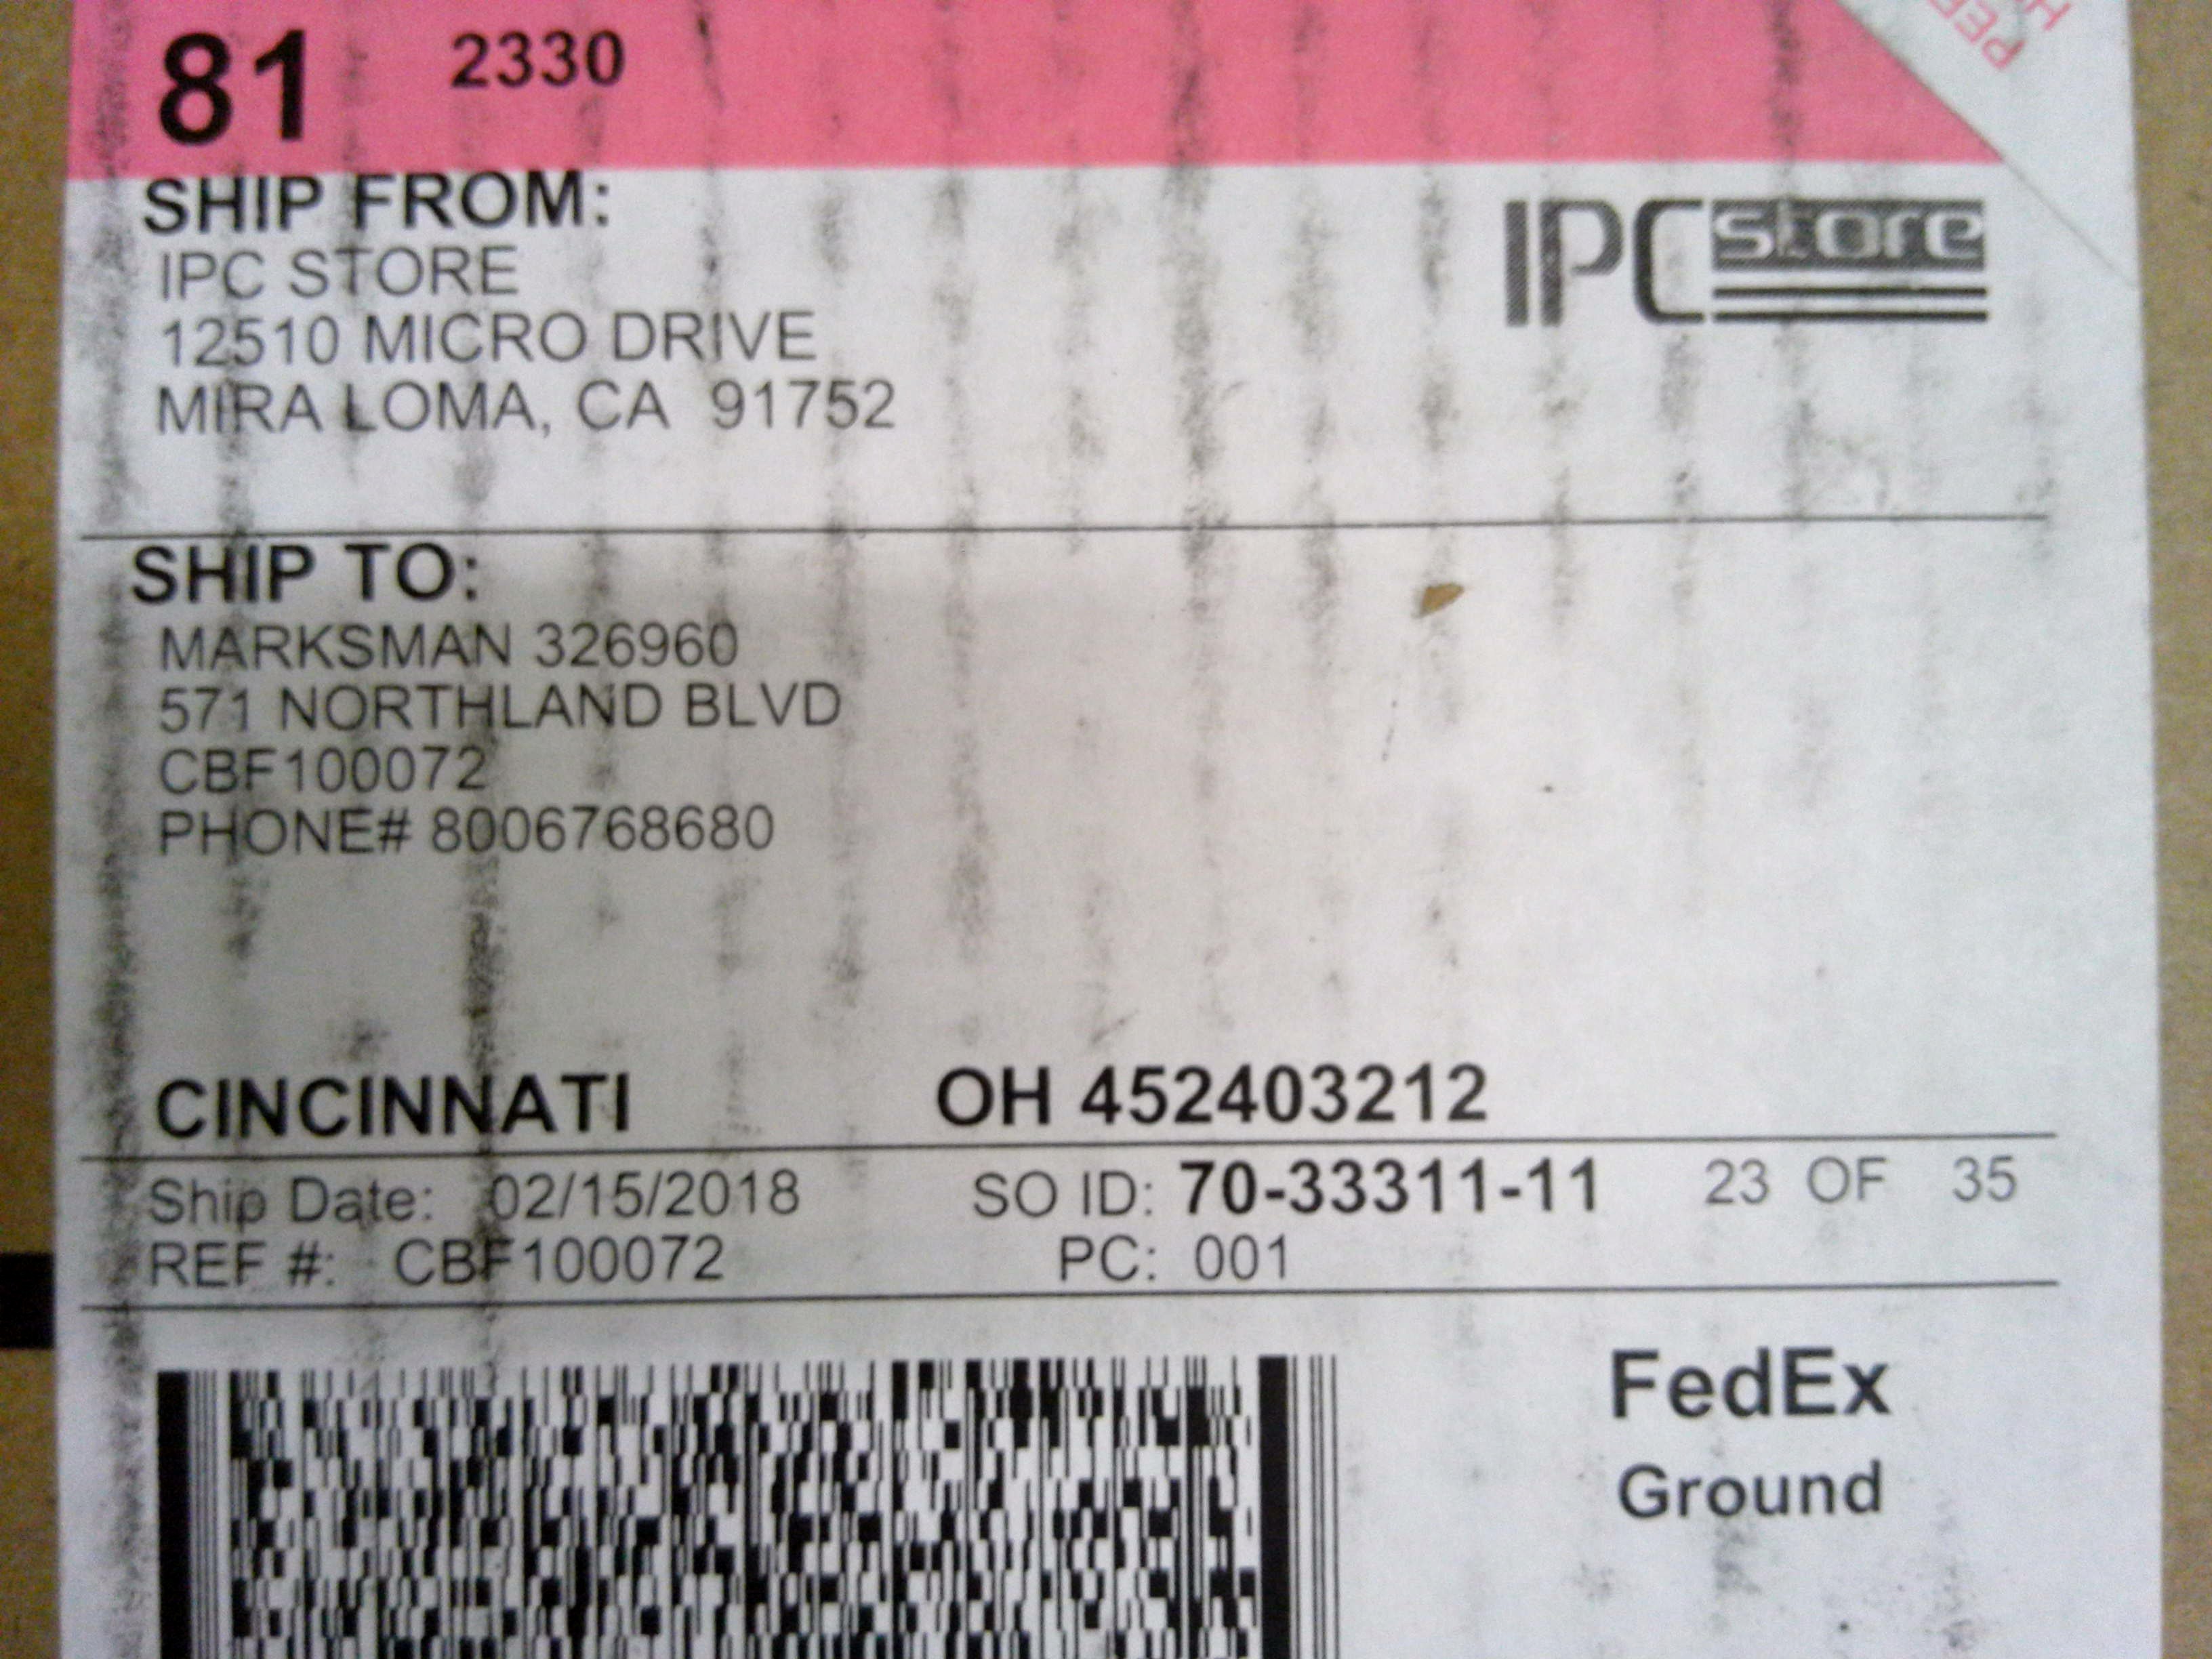 81 2330
SHIP FROM:
IPC STORE
12510 MICRO DRIVE
MIRA LOMA, CA 91752
IPC store
SHIP TO:
MARKSMAN 326960
571 NORTHLAND BLVD
CBF100072
PHONE# 8006768680
CINCINNATI OH 452403212
Ship Date: 02/15/2018 SO ID: 70-33311-11 23 OF 35
REF #: CBF100072 PC: 001
FedEx
Ground